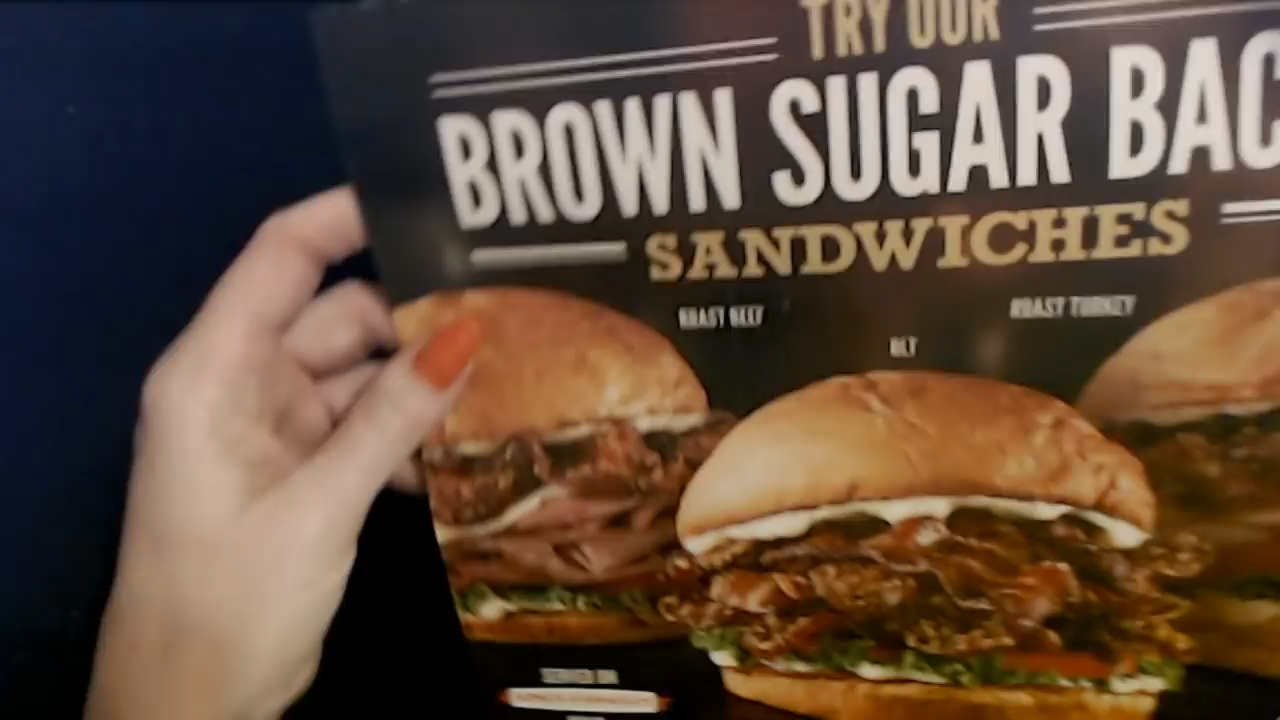 TRY OUR
BROWN SUGAR BAC
SANDWICHES
ROAST BEEF
ROAST TURKEY
BLT